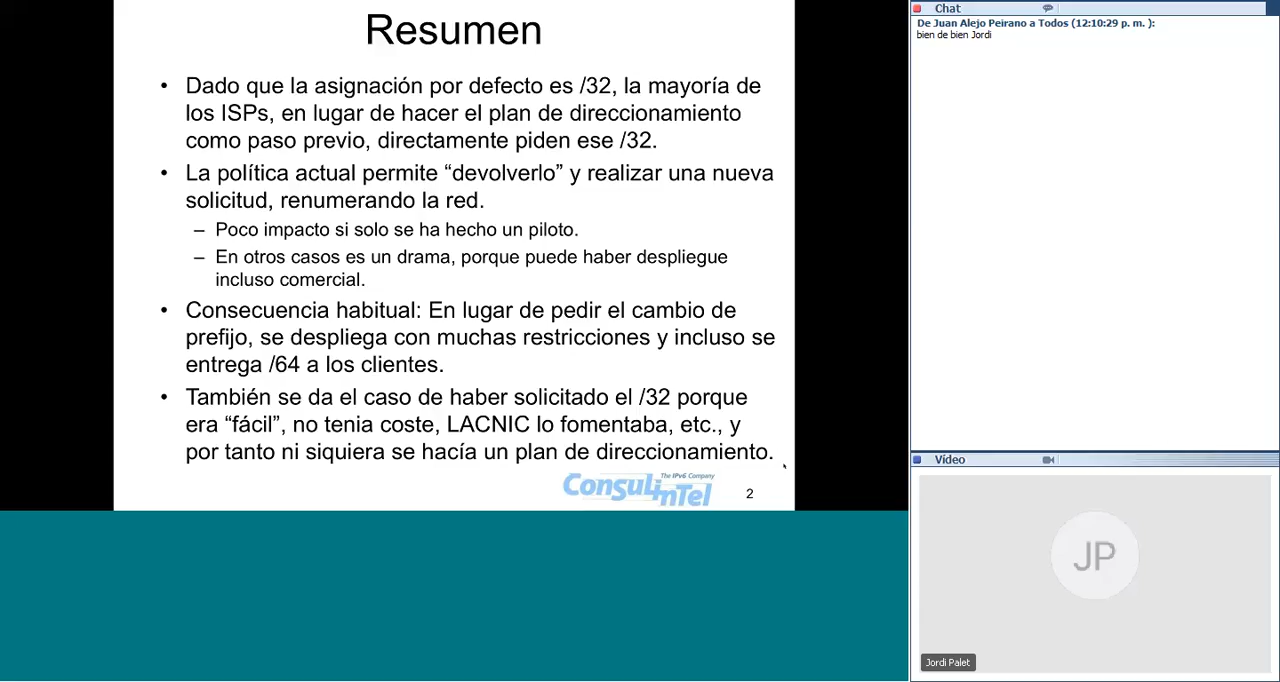 Resumen
• Dado que la asignación por defecto es /32, la mayoría de
los ISPs, en lugar de hacer el plan de direccionamiento
como paso previo, directamente piden ese /32.
• La política actual permite “devolverlo” y realizar una nueva
solicitud, renumerando la red.
– Poco impacto si solo se ha hecho un piloto.
– En otros casos es un drama, porque puede haber despliegue
incluso comercial.
• Consecuencia habitual: En lugar de pedir el cambio de
prefijo, se despliega con muchas restricciones y incluso se
entrega /64 a los clientes.
• También se da el caso de haber solicitado el /32 porque
era “fácil”, no tenia coste, LACNIC lo fomentaba, etc., y
por tanto ni siquiera se hacía un plan de direccionamiento.
The IPv6 Company
Consulintel
2
Chat
De Juan Alejo Peirano a Todos (12:10:29 p. m. ):
bien de bien Jordi
Vídeo
JP
Jordi Palet